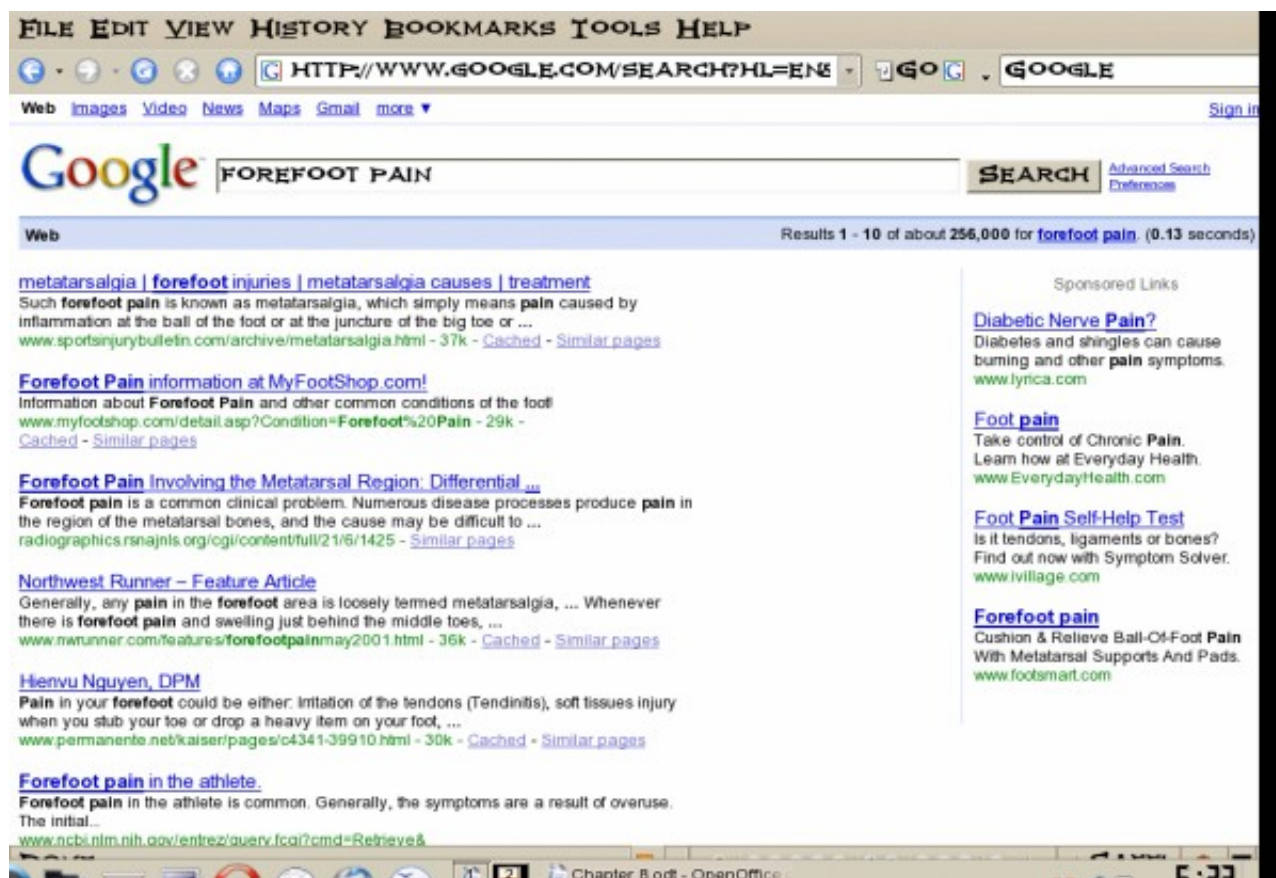 FILE EDIT VIEW HISTORY BOOKMARKS TOOLS HELP
HTTP://WWW.GOOGLE.COM/SEARCH?HL=EN& GO GOOGLE
Web Images Video News Maps Gmail more ▼ Sign in
Google FOREFOOT PAIN SEARCH Advanced Search
Preferences
Web Results 1 - 10 of about 256,000 for forefoot pain. (0.13 seconds)
metatarsalgia | forefoot injuries | metatarsalgia causes | treatment
Such forefoot pain is known as metatarsalgia, which simply means pain caused by
inflammation at the ball of the foot or at the juncture of the big toe or ...
www.sportsinjurybulletin.com/archive/metatarsalgia.html - 37k - Cached - Similar pages
Forefoot Pain information at MyFootShop.com!
Information about Forefoot Pain and other common conditions of the foot!
www.myfootshop.com/detail.asp?Condition=Forefoot%20Pain - 29k -
Cached - Similar pages
Forefoot Pain Involving the Metatarsal Region: Differential ...
Forefoot pain is a common clinical problem. Numerous disease processes produce pain in
the region of the metatarsal bones, and the cause may be difficult to ...
radiographics.rsnajnls.org/cgi/content/full/21/6/1425 - Similar pages
Northwest Runner – Feature Article
Generally, any pain in the forefoot area is loosely termed metatarsalgia, ... Whenever
there is forefoot pain and swelling just behind the middle toes, ...
www.nwrunner.com/features/forefootpainmay2001.html - 36k - Cached - Similar pages
Hienvu Nguyen, DPM
Pain in your forefoot could be either: Irritation of the tendons (Tendinitis), soft tissues injury
when you stub your toe or drop a heavy item on your foot, ...
www.permanente.net/kaiser/pages/c4341-39910.html - 30k - Cached - Similar pages
Forefoot pain in the athlete.
Forefoot pain in the athlete is common. Generally, the symptoms are a result of overuse.
The initial...
www.ncbi.nlm.nih.gov/entrez/query.fcgi?cmd=Retrieve&
Sponsored Links
Diabetic Nerve Pain?
Diabetes and shingles can cause
burning and other pain symptoms.
www.lyrica.com
Foot pain
Take control of Chronic Pain.
Learn how at Everyday Health.
www.EverydayHealth.com
Foot Pain Self-Help Test
Is it tendons, ligaments or bones?
Find out now with Symptom Solver.
www.ivillage.com
Forefoot pain
Cushion & Relieve Ball-Of-Foot Pain
With Metatarsal Supports And Pads.
www.footsmart.com
2 Chapter 8.odt - OpenOffice